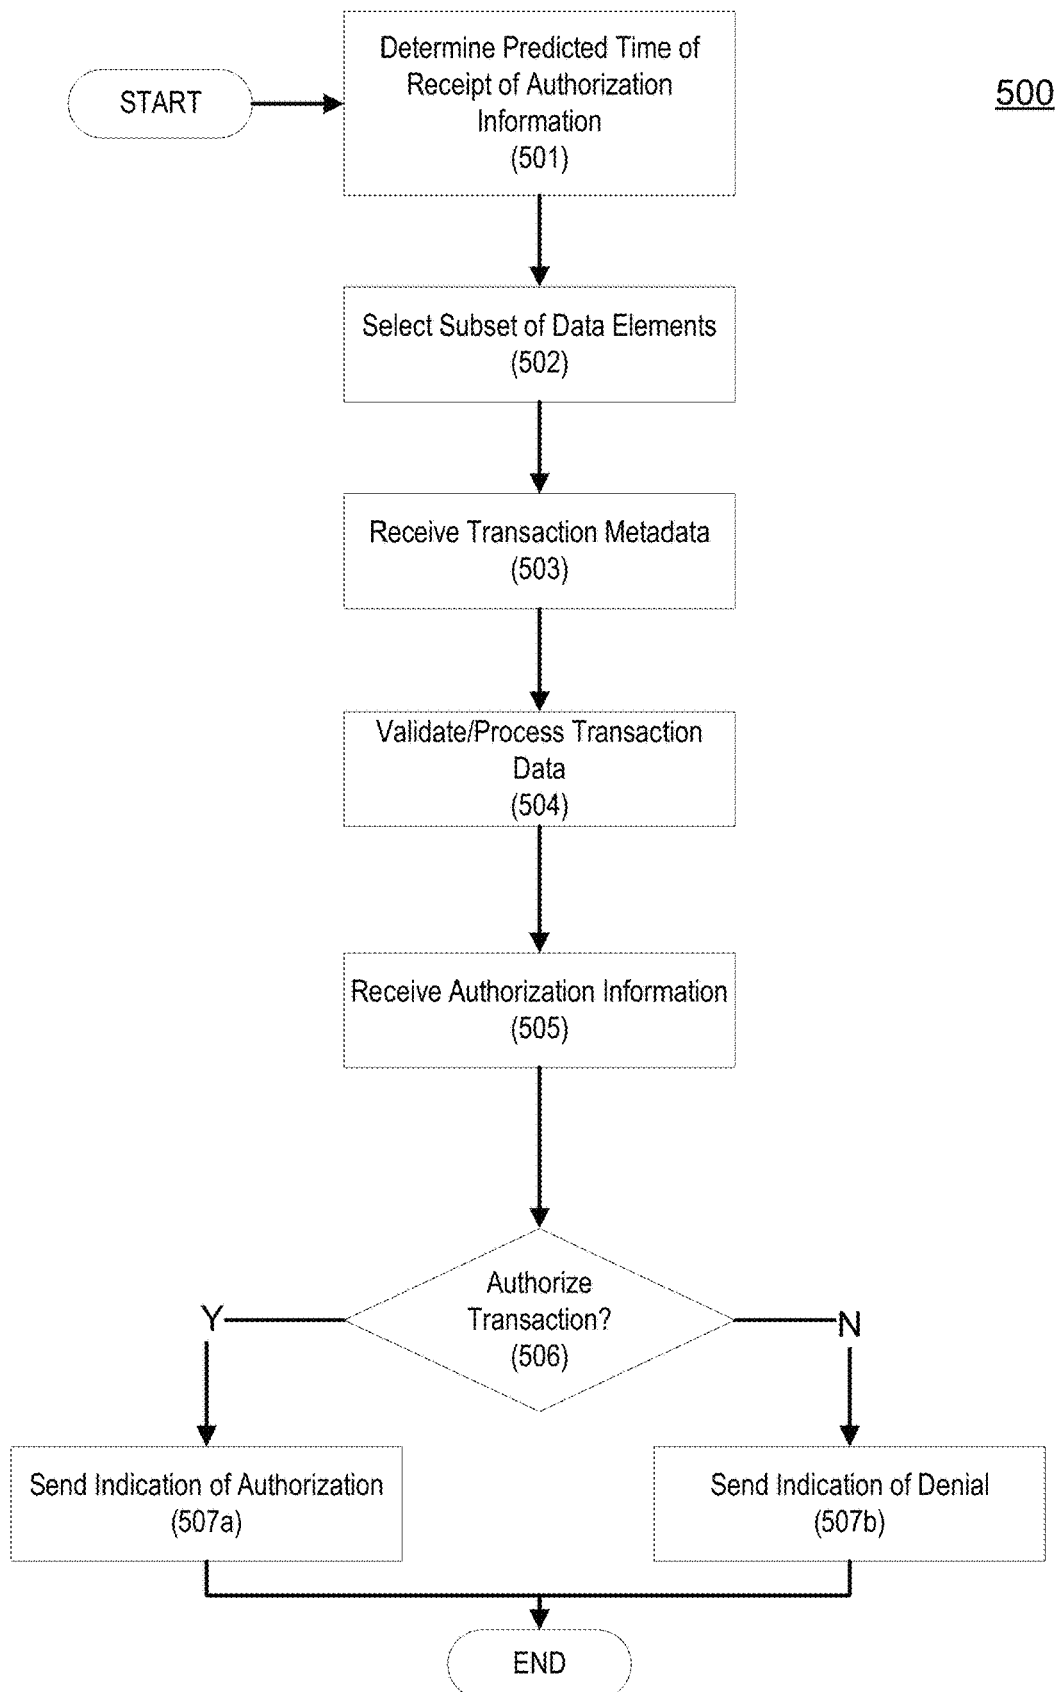 Determine Predicted Time of
Receipt of Authorization
Information
(501)
START
500
Select Subset of Data Elements
(502)
Receive Transaction Metadata
(503)
Validate/Process Transaction
Data
(504)
Receive Authorization Information
(505)
Authorize
Transaction?
(506)
Y
N
Send Indication of Authorization
(507a)
Send Indication of Denial
(507b)
END